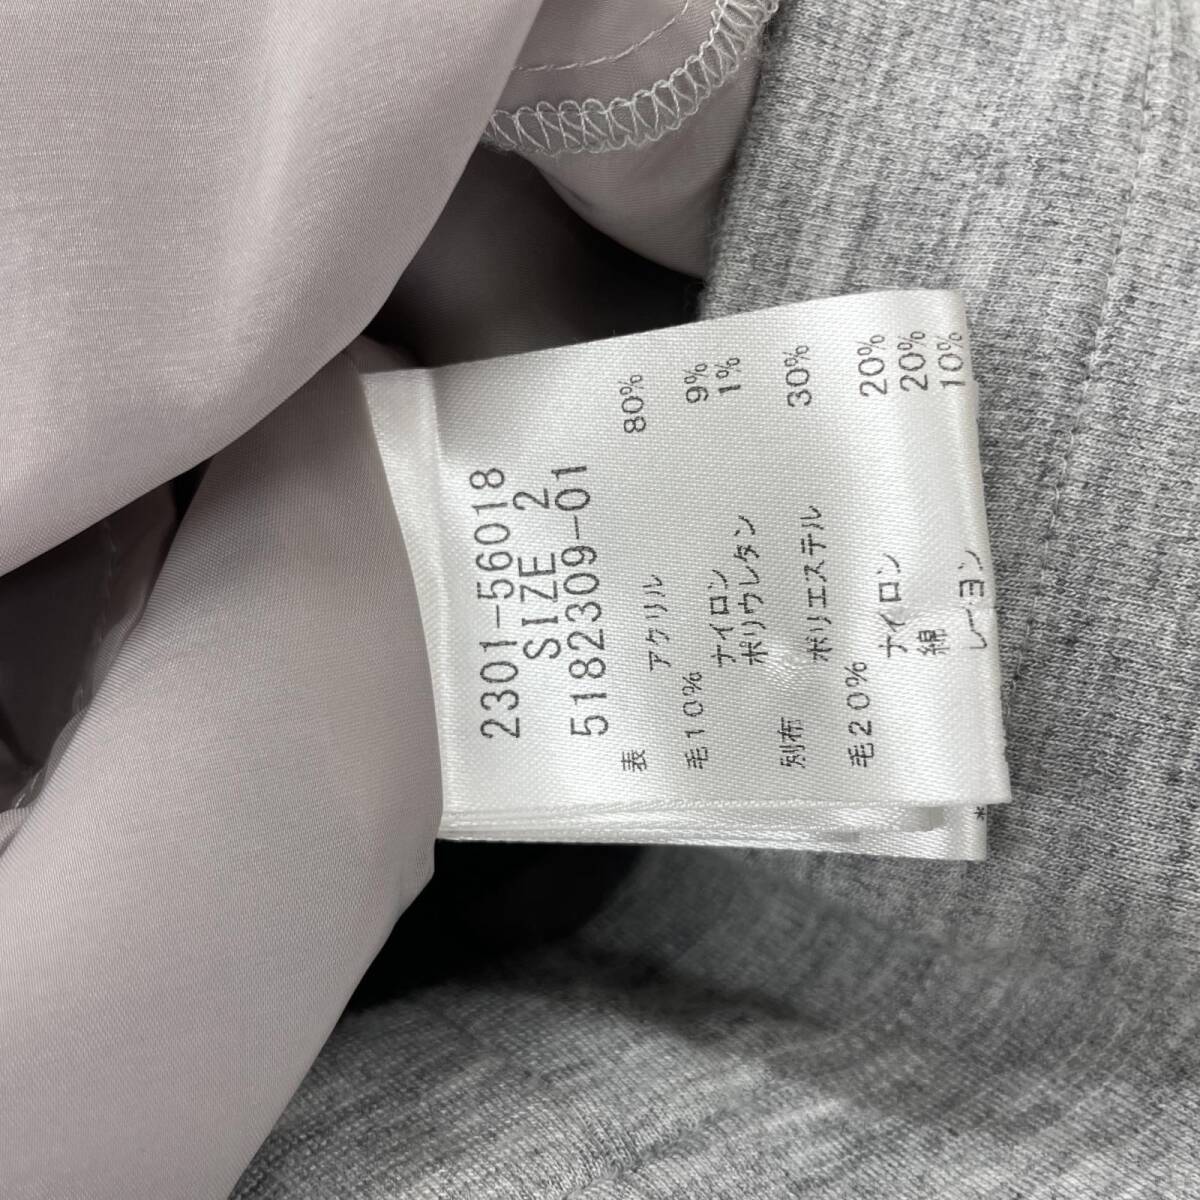 2301-56018
SIZE 2
5182309-01
表 アクリル 80%
毛10%
ナイロン 9%
ポリウレタン 1%
別布 ポリエステル 30%
毛20%
ナイロン 20%
綿 20%
レーヨン 10%
*